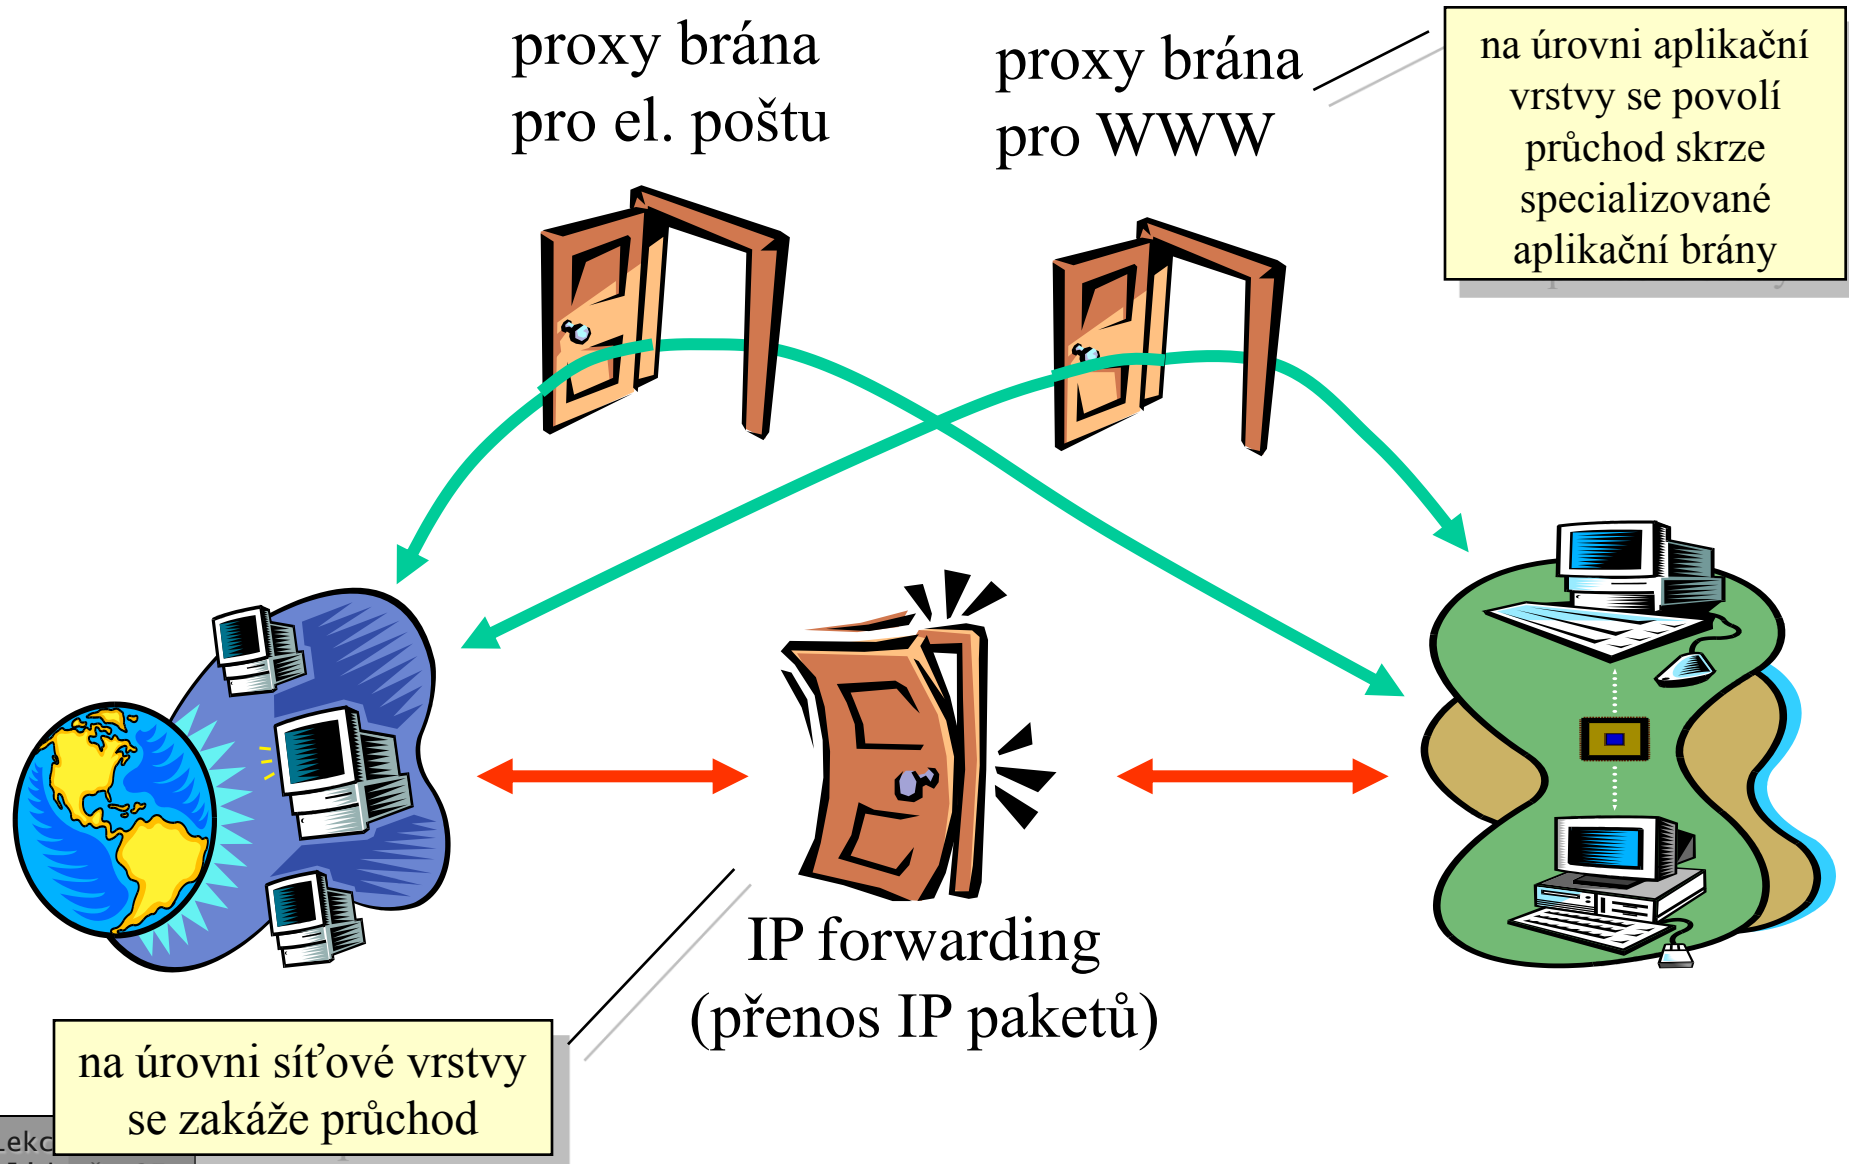 proxy brána
pro el. poštu
proxy brána
pro WWW
na úrovni aplikační
vrstvy se povolí
průchod skrze
specializované
aplikační brány
IP forwarding
(přenos IP paketů)
na úrovni síťové vrstvy
se zakáže průchod